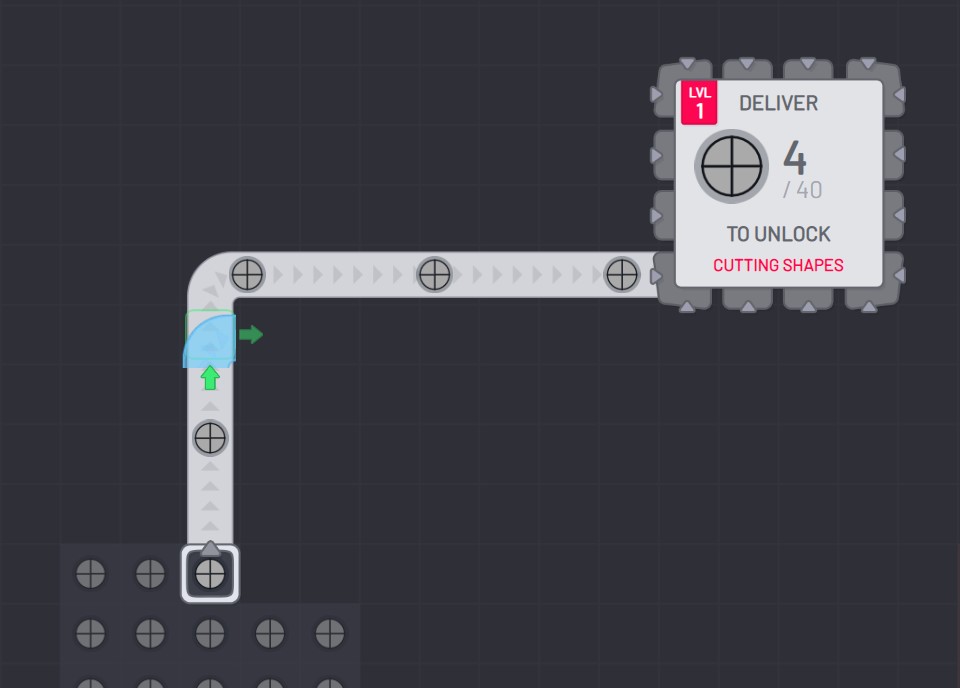 LVL
1
DELIVER
4
/ 40
TO UNLOCK
CUTTING SHAPES